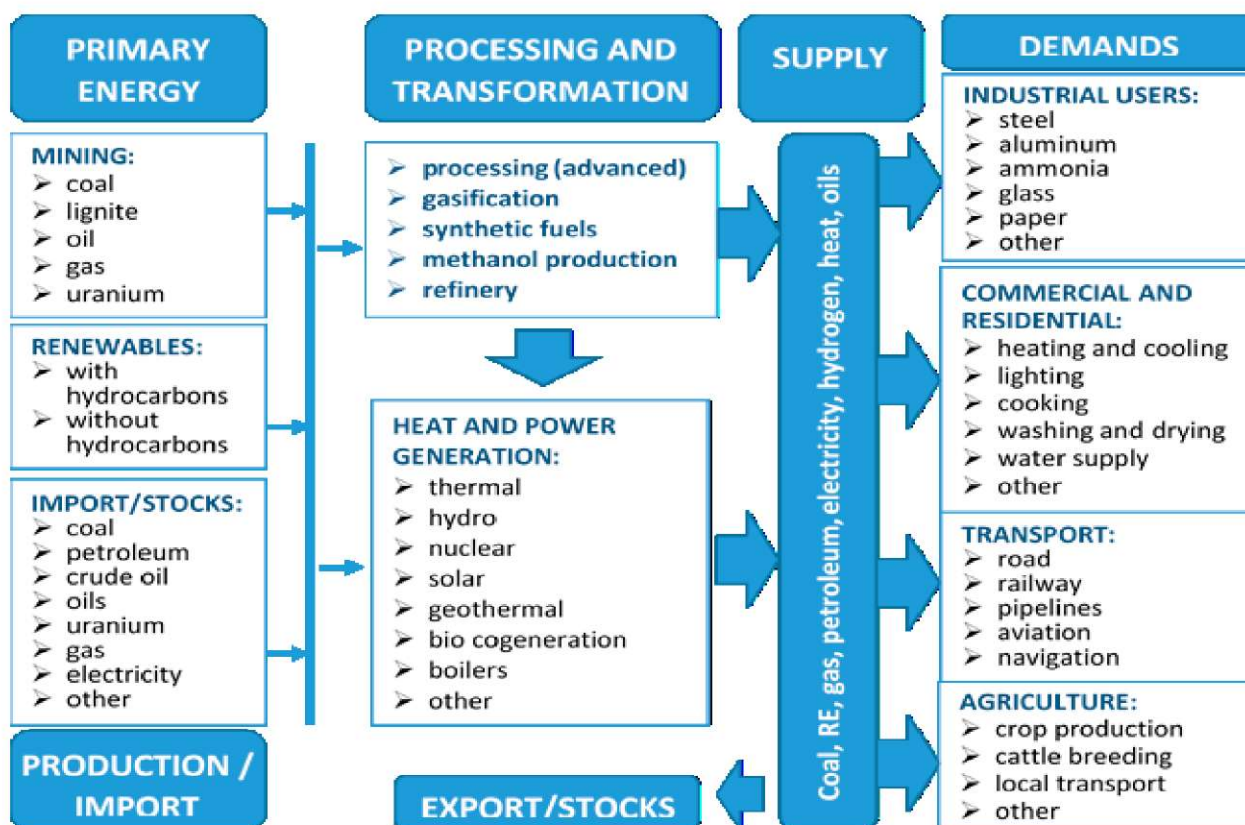 PRIMARY
ENERGY
MINING:
coal
lignite
oil
gas
uranium
RENEWABLES:
with
hydrocarbons
without
hydrocarbons
IMPORT/STOCKS:
coal
petroleum
crude oil
oils
uranium
gas
electricity
other
PRODUCTION /
IMPORT
PROCESSING AND
TRANSFORMATION
processing (advanced)
gasification
synthetic fuels
methanol production
refinery
HEAT AND POWER
GENERATION:
thermal
hydro
nuclear
solar
geothermal
bio cogeneration
boilers
other
EXPORT/STOCKS
SUPPLY
Coal, RE, gas, petroleum, electricity, hydrogen, heat, oils
DEMANDS
INDUSTRIAL USERS:
steel
aluminum
ammonia
glass
paper
other
COMMERCIAL AND
RESIDENTIAL:
heating and cooling
lighting
cooking
washing and drying
water supply
other
TRANSPORT:
road
railway
pipelines
aviation
navigation
AGRICULTURE:
crop production
cattle breeding
local transport
other